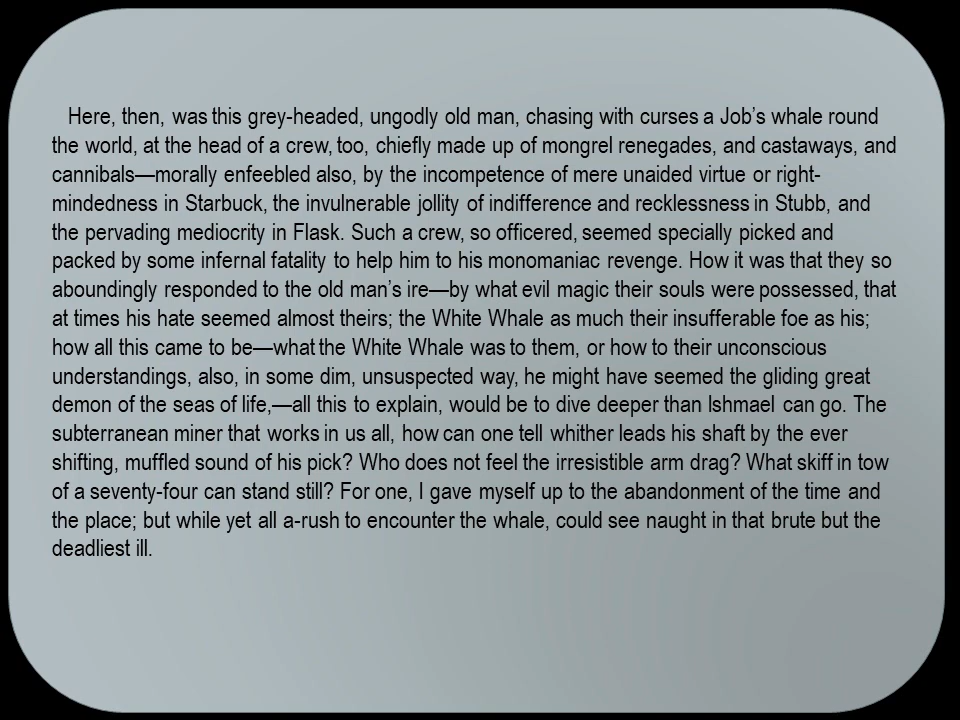 Here, then, was this grey-headed, ungodly old man, chasing with curses a Job’s whale round
the world, at the head of a crew, too, chiefly made up of mongrel renegades, and castaways, and
cannibals—morally enfeebled also, by the incompetence of mere unaided virtue or right-
mindedness in Starbuck, the invulnerable jollity of indifference and recklessness in Stubb, and
the pervading mediocrity in Flask. Such a crew, so officered, seemed specially picked and
packed by some infernal fatality to help him to his monomaniac revenge. How it was that they so
aboundingly responded to the old man’s ire—by what evil magic their souls were possessed, that
at times his hate seemed almost theirs; the White Whale as much their insufferable foe as his;
how all this came to be—what the White Whale was to them, or how to their unconscious
understandings, also, in some dim, unsuspected way, he might have seemed the gliding great
demon of the seas of life,—all this to explain, would be to dive deeper than Ishmael can go. The
subterranean miner that works in us all, how can one tell whither leads his shaft by the ever
shifting, muffled sound of his pick? Who does not feel the irresistible arm drag? What skiff in tow
of a seventy-four can stand still? For one, I gave myself up to the abandonment of the time and
the place; but while yet all a-rush to encounter the whale, could see naught in that brute but the
deadliest ill.